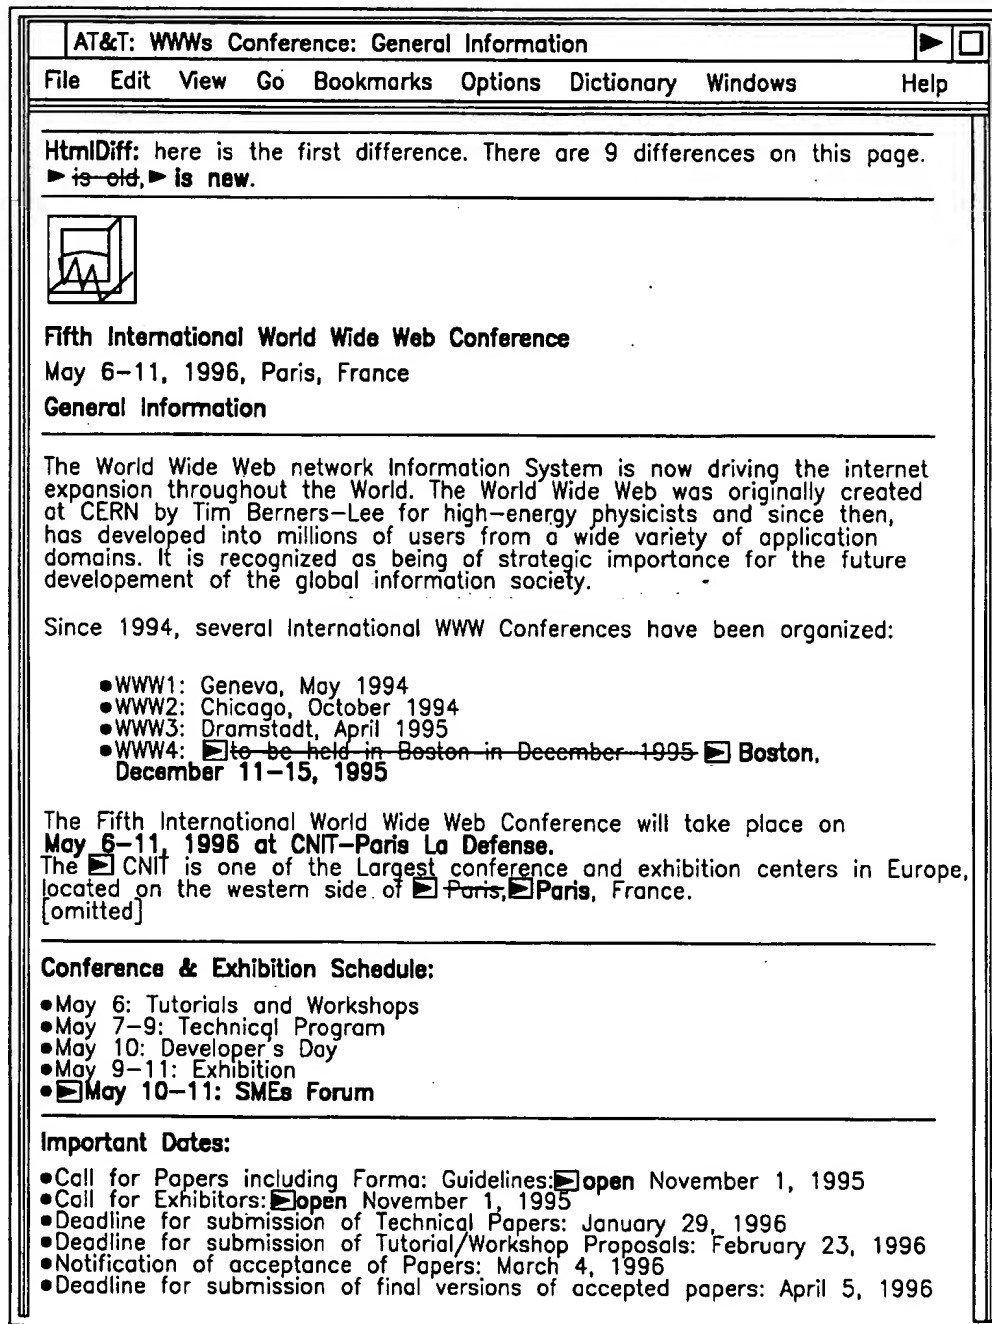 AT&T: WWWs Conference: General Information
File Edit View Go Bookmarks Options Dictionary Windows Help
HtmlDiff: here is the first difference. There are 9 differences on this page.
is old, is new.
Fifth International World Wide Web Conference
May 6-11, 1996, Paris, France
General Information
The World Wide Web network Information System is now driving the internet
expansion throughout the World. The World Wide Web was originally created
at CERN by Tim Berners-Lee for high-energy physicists and since then,
has developed into millions of users from a wide variety of application
domains. It is recognized as being of strategic importance for the future
developement of the global information society.
Since 1994, several International WWW Conferences have been organized:
•WWW1: Geneva, May 1994
•WWW2: Chicago, October 1994
•WWW3: Dramstadt, April 1995
•WWW4: to be held in Boston in December 1995 Boston,
December 11-15, 1995
The Fifth International World Wide Web Conference will take place on
May 6-11, 1996 at CNIT-Paris La Defense.
The CNIT is one of the Largest conference and exhibition centers in Europe,
located on the western side of Paris, Paris, France.
[omitted]
Conference & Exhibition Schedule:
•May 6: Tutorials and Workshops
•May 7-9: Technical Program
•May 10: Developer's Day
•May 9-11: Exhibition
•May 10-11: SMEs Forum
Important Dates:
•Call for Papers including Forma: Guidelines: open November 1, 1995
•Call for Exhibitors: open November 1, 1995
•Deadline for submission of Technical Papers: January 29, 1996
•Deadline for submission of Tutorial/Workshop Proposals: February 23, 1996
•Notification of acceptance of Papers: March 4, 1996
•Deadline for submission of final versions of accepted papers: April 5, 1996